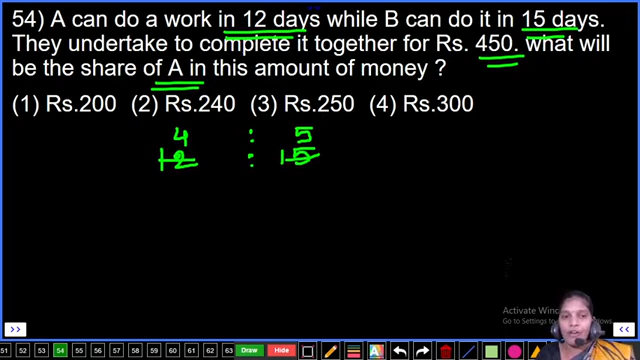 54) A can do a work in 12 days while B can do it in 15 days.
They undertake to complete it together for Rs. 450. what will
be the share of A in this amount of money ?
(1) Rs.200 (2) Rs.240 (3) Rs.250 (4) Rs.300
4 : 5
12 : 15
Activate Windows
Go to Settings to Windows.
>> 51 52 53 54 55 56 57 58 59 60 61 62 63 Draw Hide >>